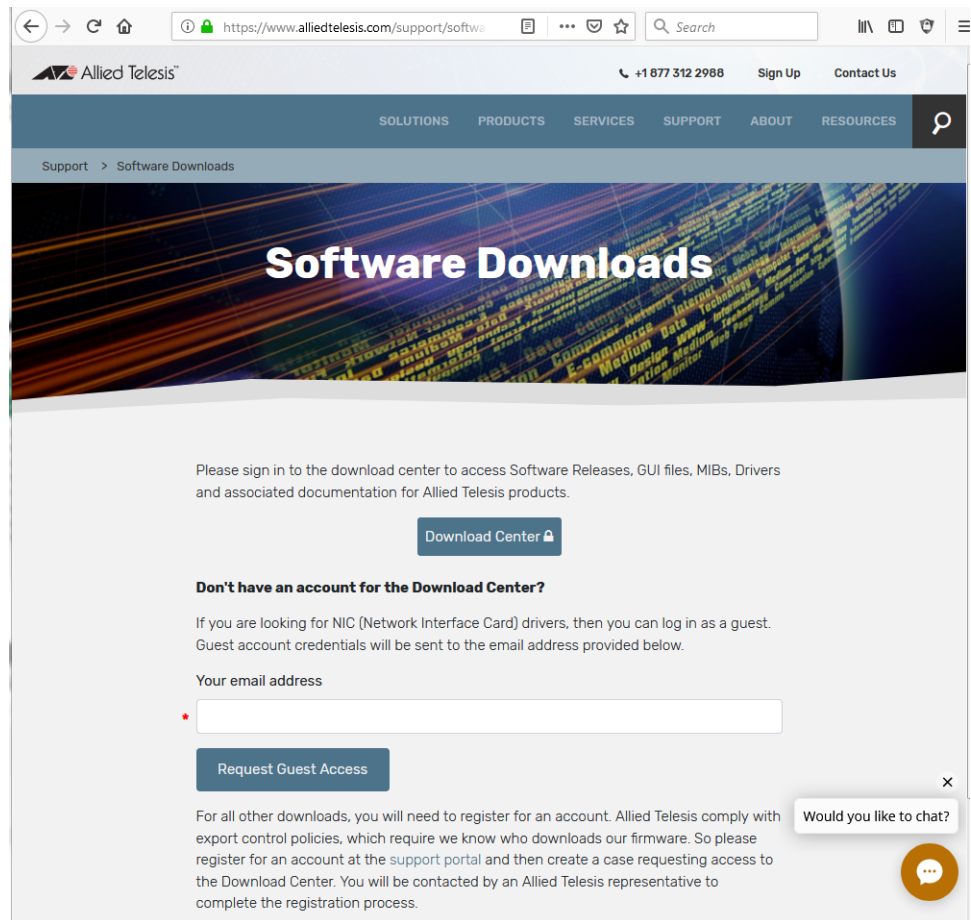 https://www.alliedtelesis.com/support/softwa
Search
Allied Telesis™
+1 877 312 2988 Sign Up Contact Us
SOLUTIONS PRODUCTS SERVICES SUPPORT ABOUT RESOURCES
Support > Software Downloads
Software Downloads
Please sign in to the download center to access Software Releases, GUI files, MIBs, Drivers
and associated documentation for Allied Telesis products.
Download Center
Don't have an account for the Download Center?
If you are looking for NIC (Network Interface Card) drivers, then you can log in as a guest.
Guest account credentials will be sent to the email address provided below.
Your email address
*
Request Guest Access
For all other downloads, you will need to register for an account. Allied Telesis comply with
export control policies, which require we know who downloads our firmware. So please
register for an account at the support portal and then create a case requesting access to
the Download Center. You will be contacted by an Allied Telesis representative to
complete the registration process.
Would you like to chat?